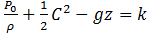 P₀/ρ + 1/2 C² − gz = k